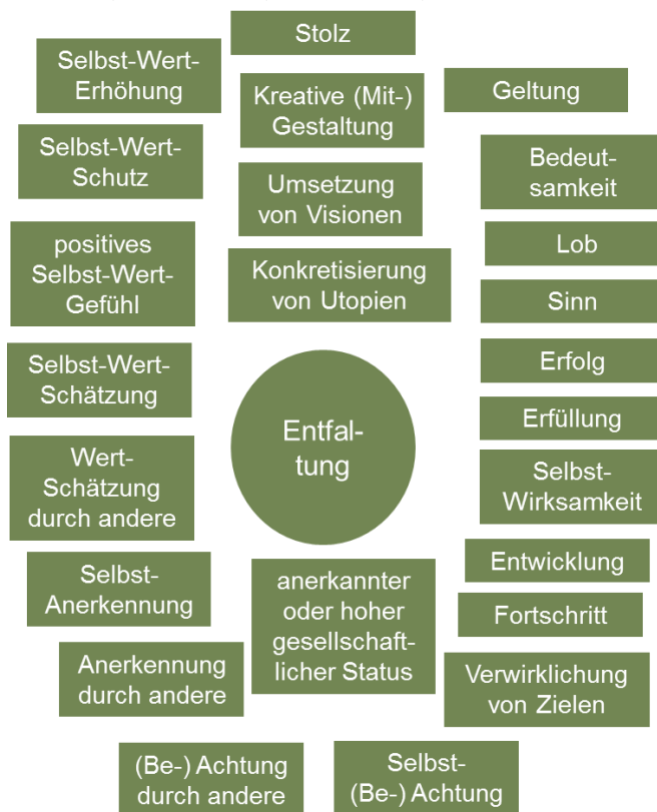 Stolz
Selbst-Wert-
Erhöhung
Kreative (Mit-)
Gestaltung
Geltung
Selbst-Wert-
Schutz
Umsetzung
von Visionen
Bedeut-
samkeit
positives
Selbst-Wert-
Gefühl
Konkretisierung
von Utopien
Lob
Sinn
Selbst-Wert-
Schätzung
Erfolg
Entfal-
tung
Erfüllung
Wert-
Schätzung
durch andere
Selbst-
Wirksamkeit
Selbst-
Anerkennung
anerkannter
oder hoher
gesellschaft-
licher Status
Entwicklung
Fortschritt
Anerkennung
durch andere
Verwirklichung
von Zielen
(Be-) Achtung
durch andere
Selbst-
(Be-) Achtung